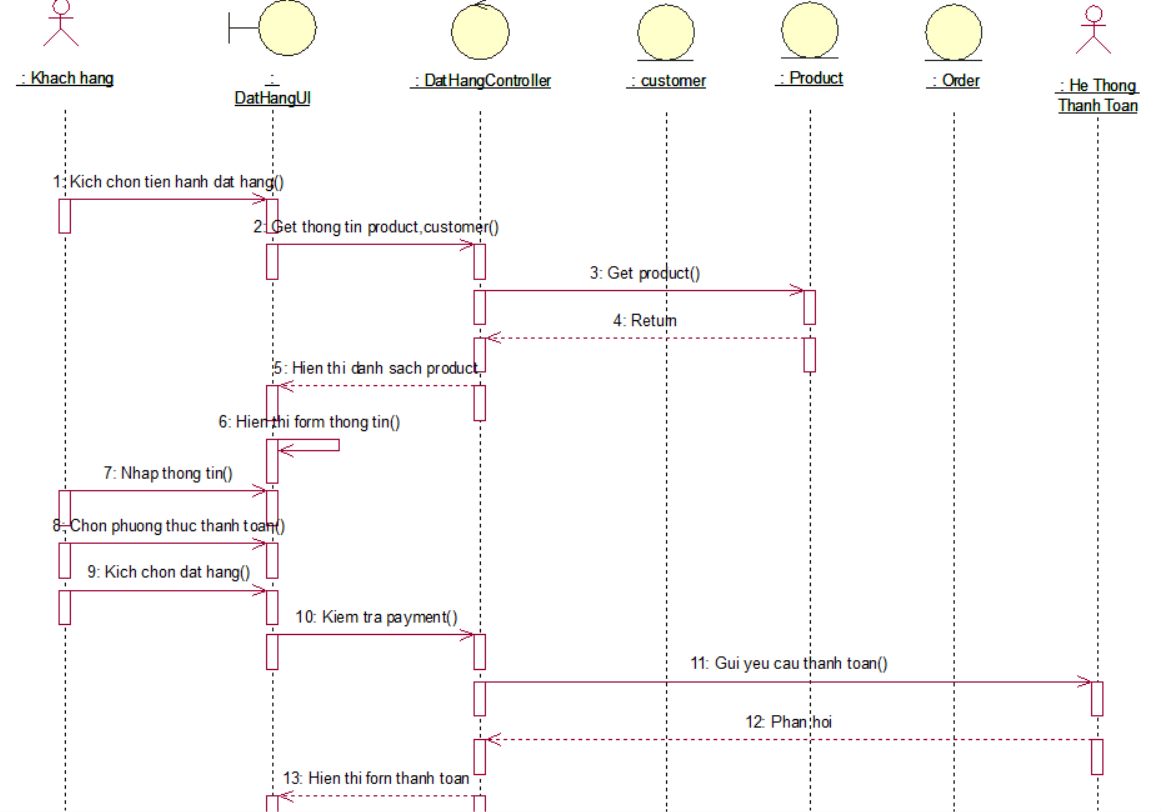 : Khach hang
:
DatHangUI
: DatHangController
: customer
: Product
: Order
: He Thong
Thanh Toan
1: Kich chon tien hanh dat hang()
2: Get thong tin product,customer()
3: Get product()
4: Return
5: Hien thi danh sach product
6: Hien thi form thong tin()
7: Nhap thong tin()
8: Chon phuong thuc thanh toan()
9: Kich chon dat hang()
10: Kiem tra payment()
11: Gui yeu cau thanh toan()
12: Phan hoi
13: Hien thi forn thanh toan